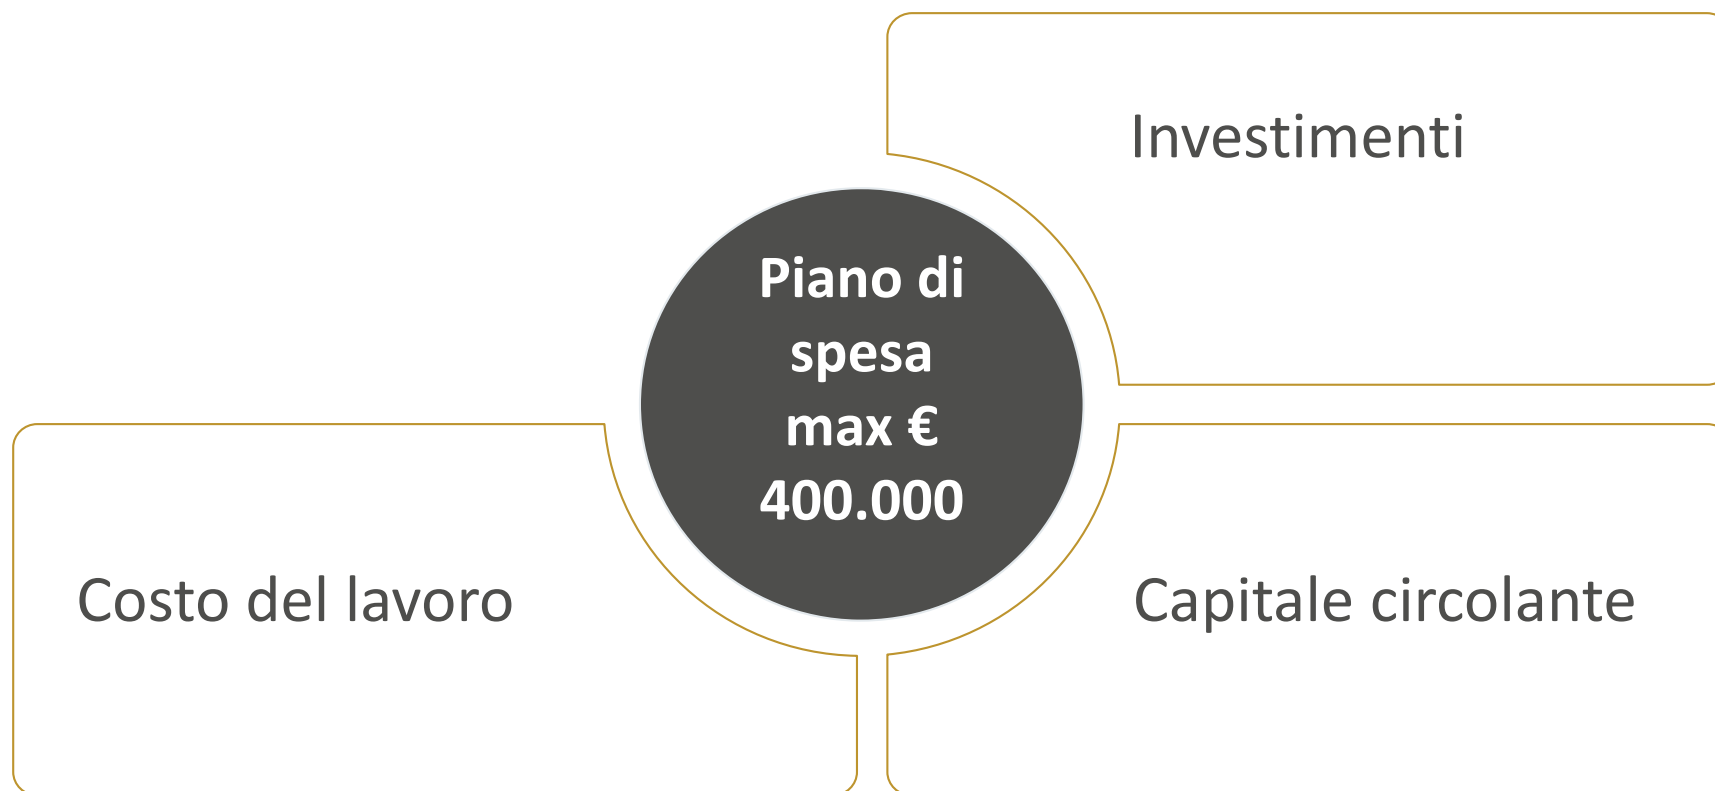 Investimenti
Piano di
spesa
max €
400.000
Costo del lavoro
Capitale circolante